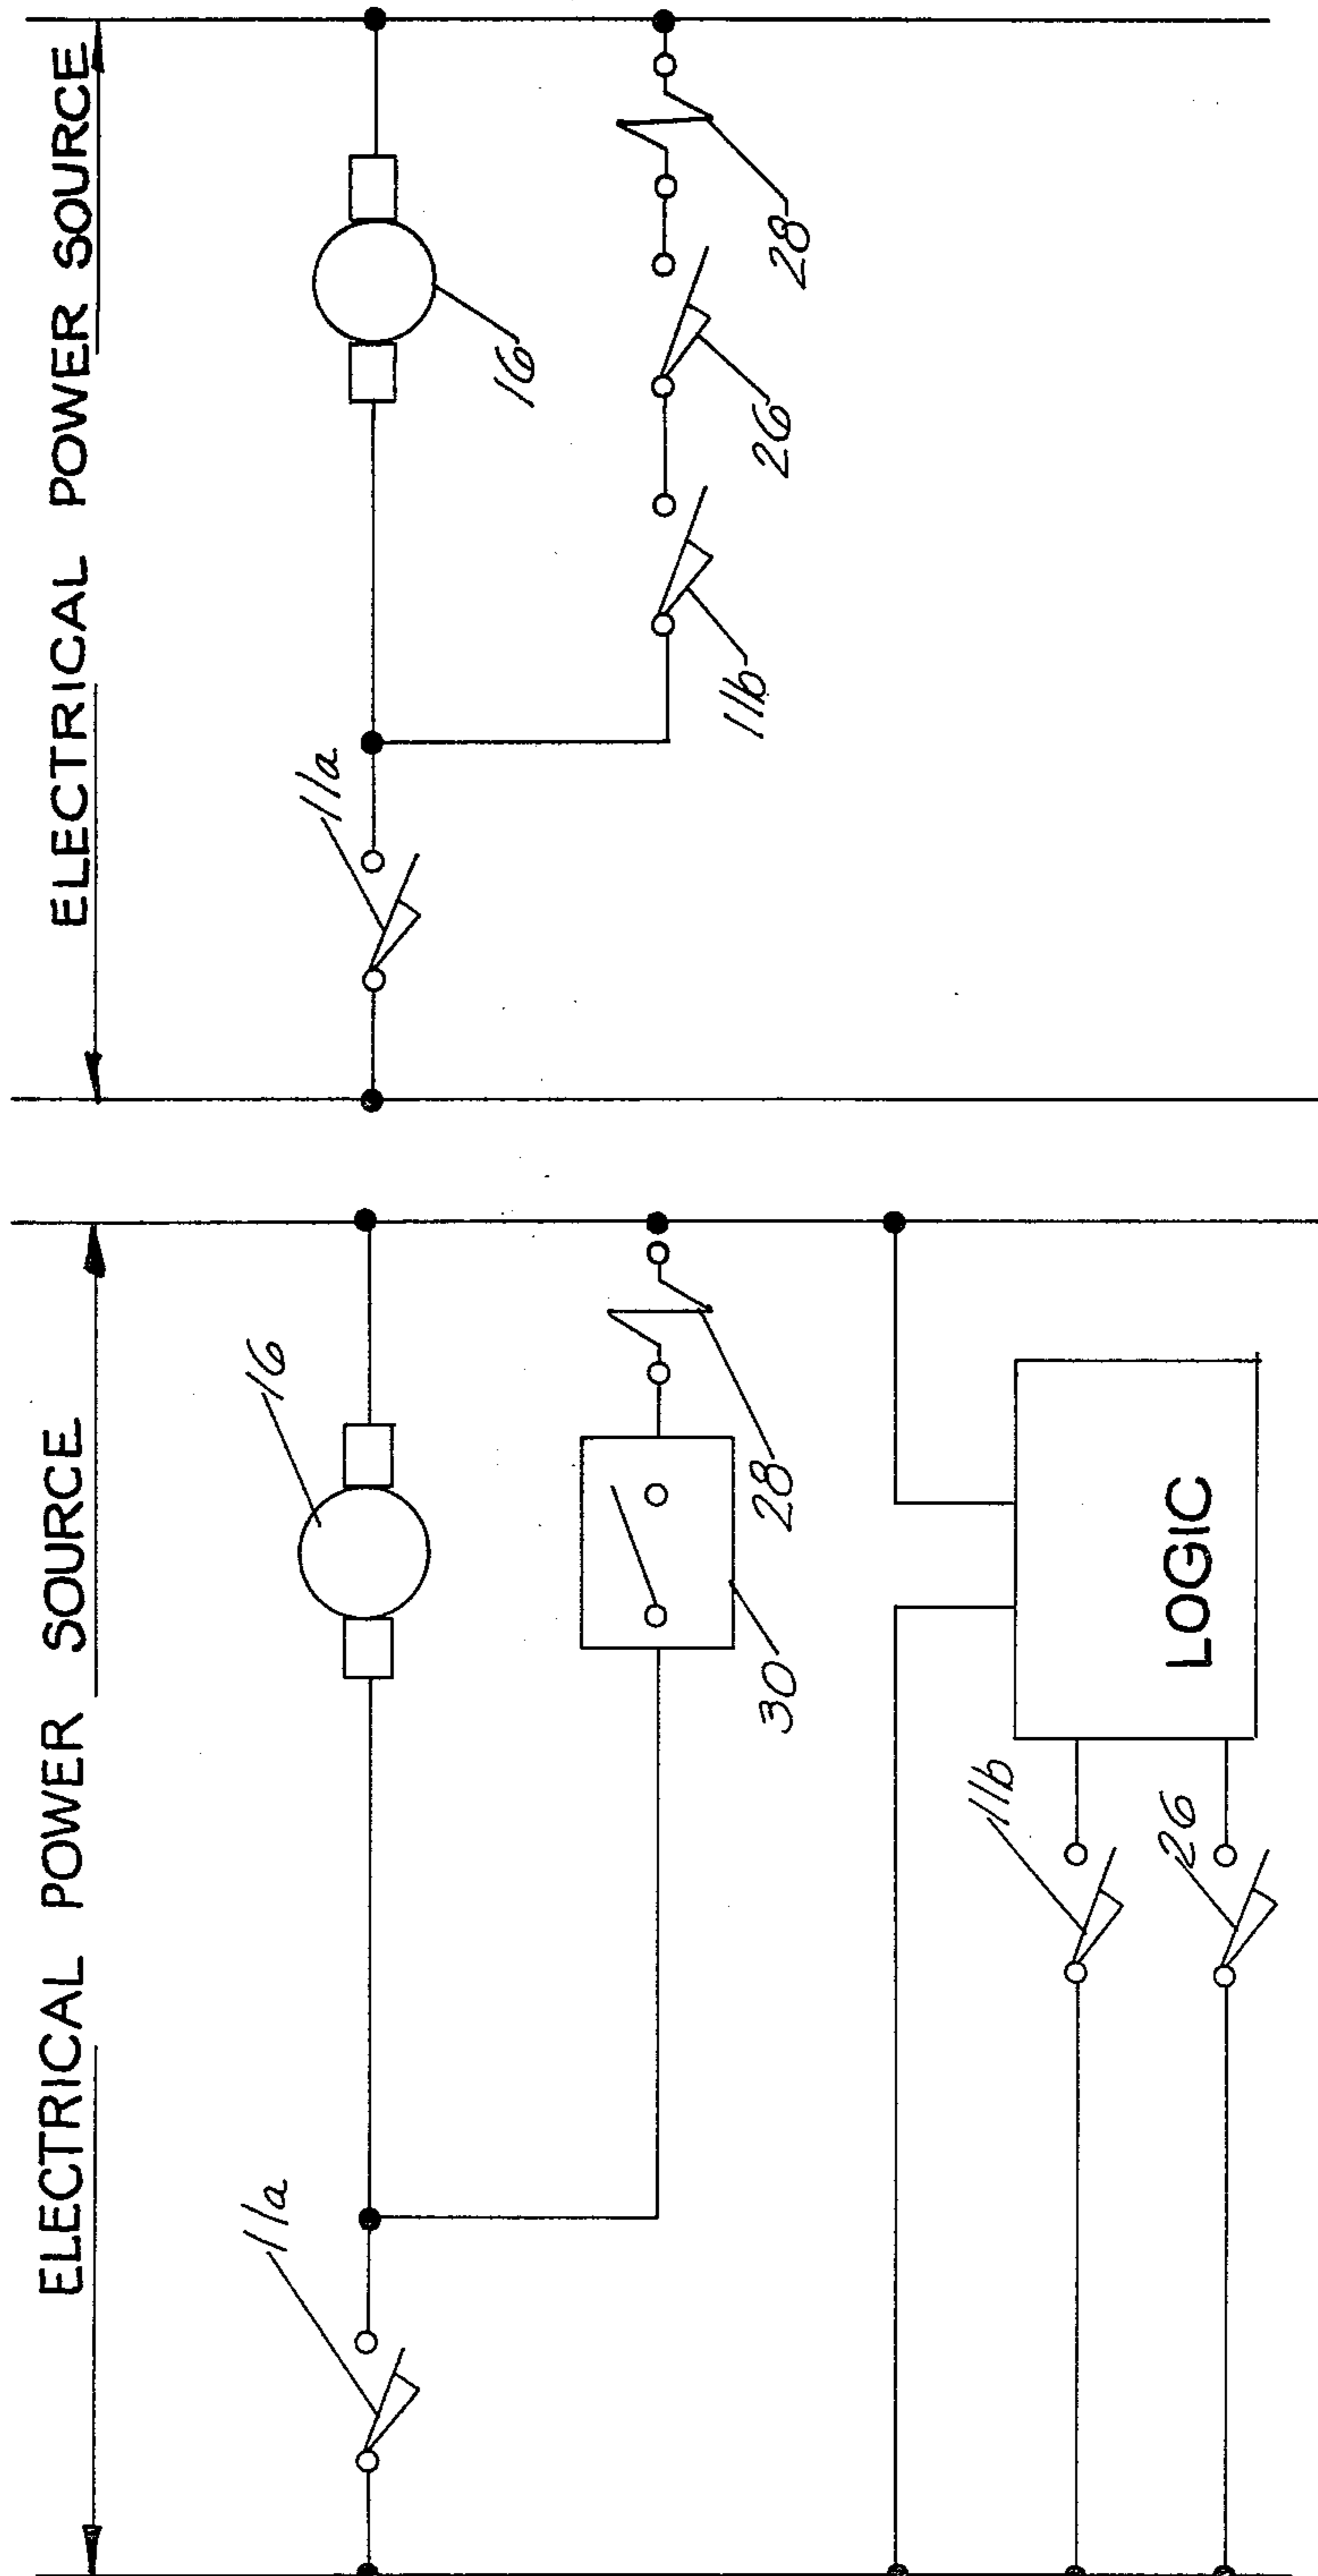 ELECTRICAL POWER SOURCE
11a
16
11b
26
28
ELECTRICAL POWER SOURCE
11a
16
30
28
11b
26
LOGIC